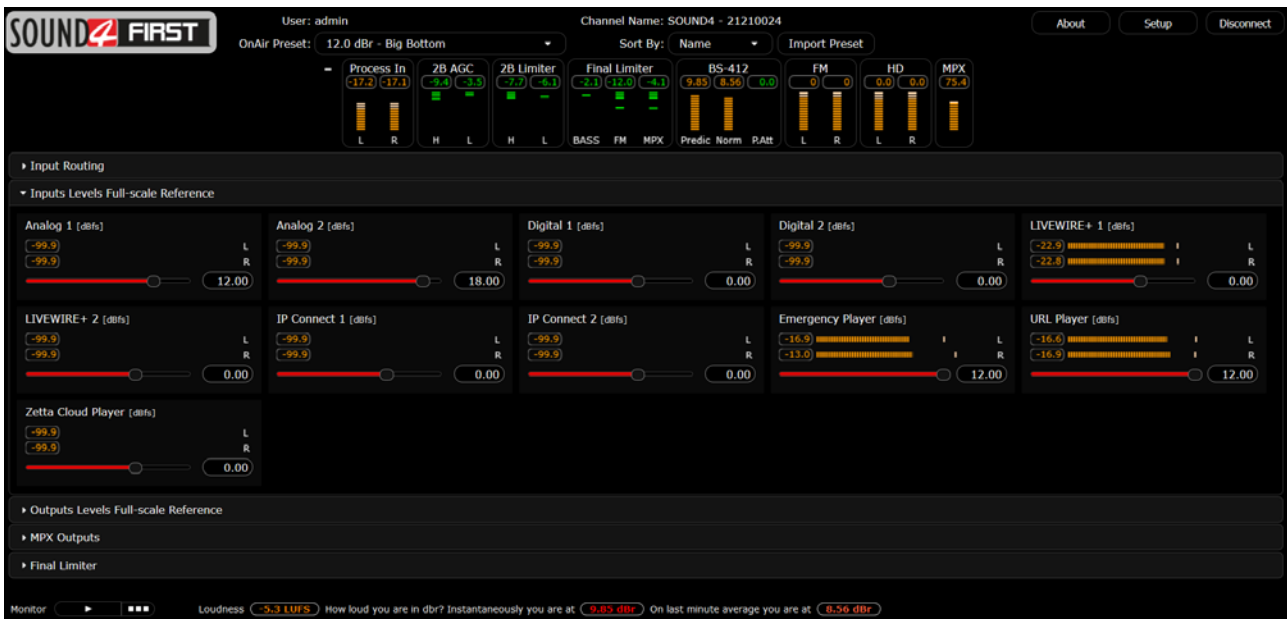 SOUND4 FIRST
User: admin
Channel Name: SOUND4 - 21210024
About Setup Disconnect
OnAir Preset: 12.0 dBr - Big Bottom
Sort By: Name
Import Preset
Process In 2B AGC 2B Limiter Final Limiter BS-412 FM HD MPX
-17.2 -17.1 -9.4 -3.5 -7.7 -6.1 -2.1 -12.0 -4.1 9.85 8.56 0.0 0 0 0.0 0.0 75.4
L R H L H L BASS FM MPX Predic Norm P.Att L R L R
Input Routing
Inputs Levels Full-scale Reference
Analog 1 [dBfs]
-99.9 L
-99.9 R
12.00
Analog 2 [dBfs]
-99.9 L
-99.9 R
18.00
Digital 1 [dBfs]
-99.9 L
-99.9 R
0.00
Digital 2 [dBfs]
-99.9 L
-99.9 R
0.00
LIVEWIRE+ 1 [dBfs]
-22.9 L
-22.8 R
0.00
LIVEWIRE+ 2 [dBfs]
-99.9 L
-99.9 R
0.00
IP Connect 1 [dBfs]
-99.9 L
-99.9 R
0.00
IP Connect 2 [dBfs]
-99.9 L
-99.9 R
0.00
Emergency Player [dBfs]
-16.9 L
-13.0 R
12.00
URL Player [dBfs]
-16.6 L
-16.9 R
12.00
Zetta Cloud Player [dBfs]
-99.9 L
-99.9 R
0.00
Outputs Levels Full-scale Reference
MPX Outputs
Final Limiter
Monitor Loudness -5.3 LUFS How loud you are in dbr? Instantaneously you are at 9.85 dBr On last minute average you are at 8.56 dBr